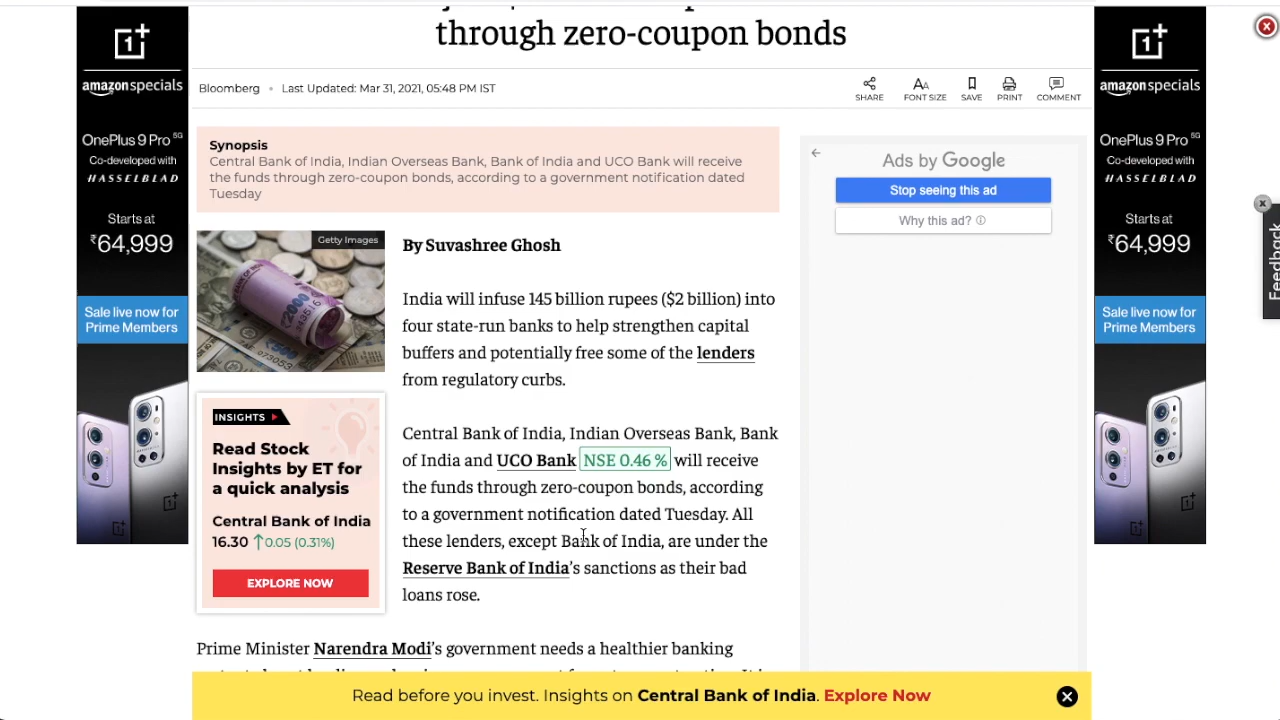 through zero-coupon bonds
Bloomberg • Last Updated: Mar 31, 2021, 05:48 PM IST
SHARE
FONT SIZE
SAVE
PRINT
COMMENT
Synopsis
Central Bank of India, Indian Overseas Bank, Bank of India and UCO Bank will receive
the funds through zero-coupon bonds, according to a government notification dated
Tuesday
Getty Images
₹2000
By Suvashree Ghosh
India will infuse 145 billion rupees ($2 billion) into
four state-run banks to help strengthen capital
buffers and potentially free some of the lenders
from regulatory curbs.
Central Bank of India, Indian Overseas Bank, Bank
of India and UCO Bank NSE 0.46 % will receive
the funds through zero-coupon bonds, according
to a government notification dated Tuesday. All
these lenders, except Bank of India, are under the
Reserve Bank of India's sanctions as their bad
loans rose.
INSIGHTS
Read Stock
Insights by ET for
a quick analysis
Central Bank of India
16.30 ↑0.05 (0.31%)
EXPLORE NOW
Prime Minister Narendra Modi's government needs a healthier banking
Read before you invest. Insights on Central Bank of India. Explore Now
1+
amazonspecials
OnePlus 9 Pro 5G
Co-developed with
HASSELBLAD
Starts at
₹64,999
Sale live now for
Prime Members
Ads by Google
Stop seeing this ad
Why this ad?
1+
amazonspecials
OnePlus 9 Pro 5G
Co-developed with
HASSELBLAD
Starts at
₹64,999
Sale live now for
Prime Members
Feedback